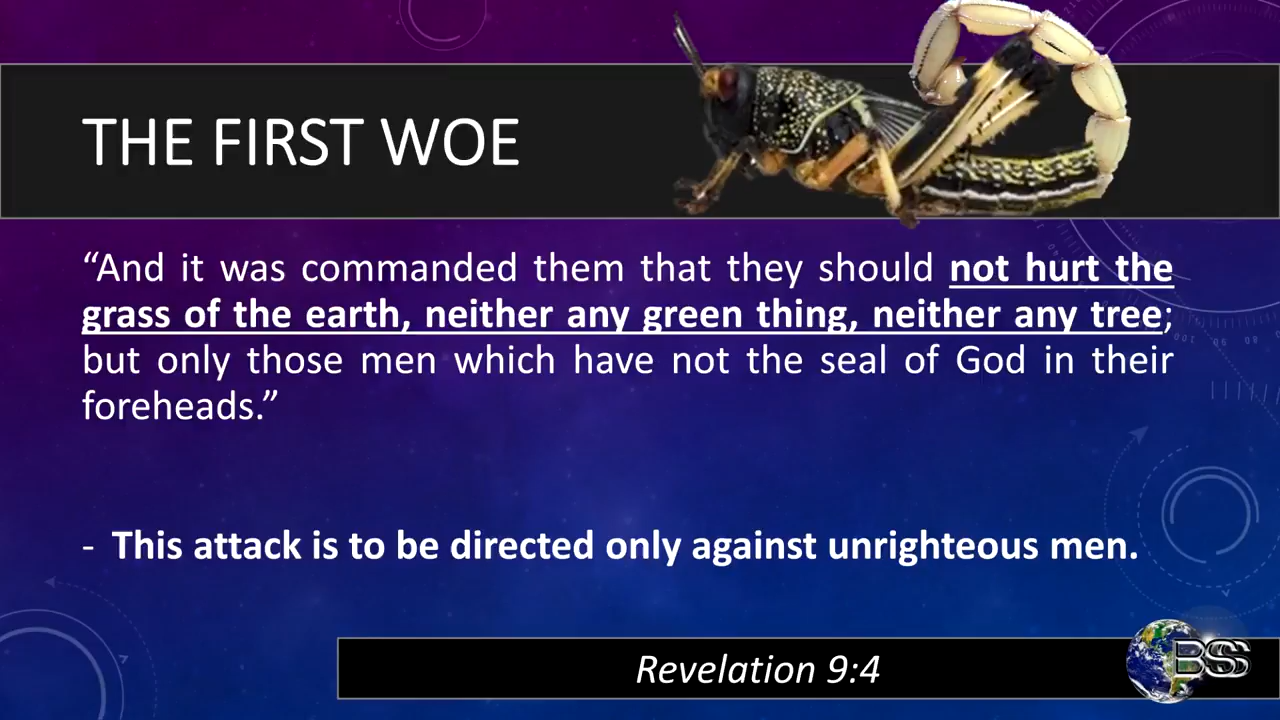 THE FIRST WOE
“And it was commanded them that they should not hurt the
grass of the earth, neither any green thing, neither any tree;
but only those men which have not the seal of God in their
foreheads.”
- This attack is to be directed only against unrighteous men.
Revelation 9:4
BSS